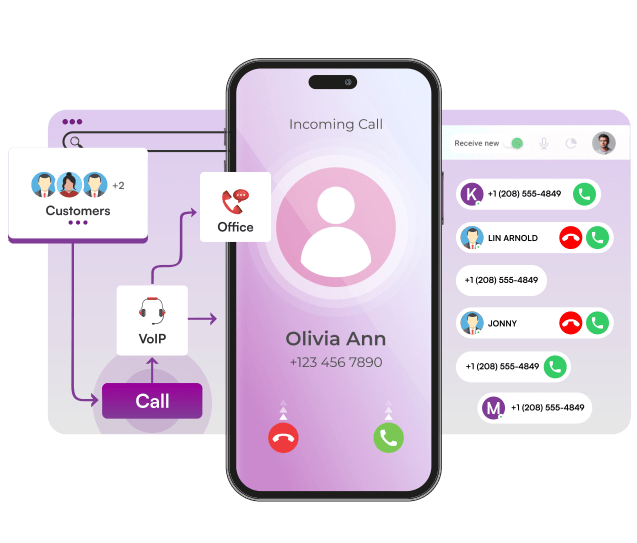 +2
Customers
Office
VoIP
Call
Incoming Call
Olivia Ann
+123 456 7890
Receive new
K +1 (208) 555-4849
LIN ARNOLD
+1 (208) 555-4849
JONNY
+1 (208) 555-4849
M +1 (208) 555-4849